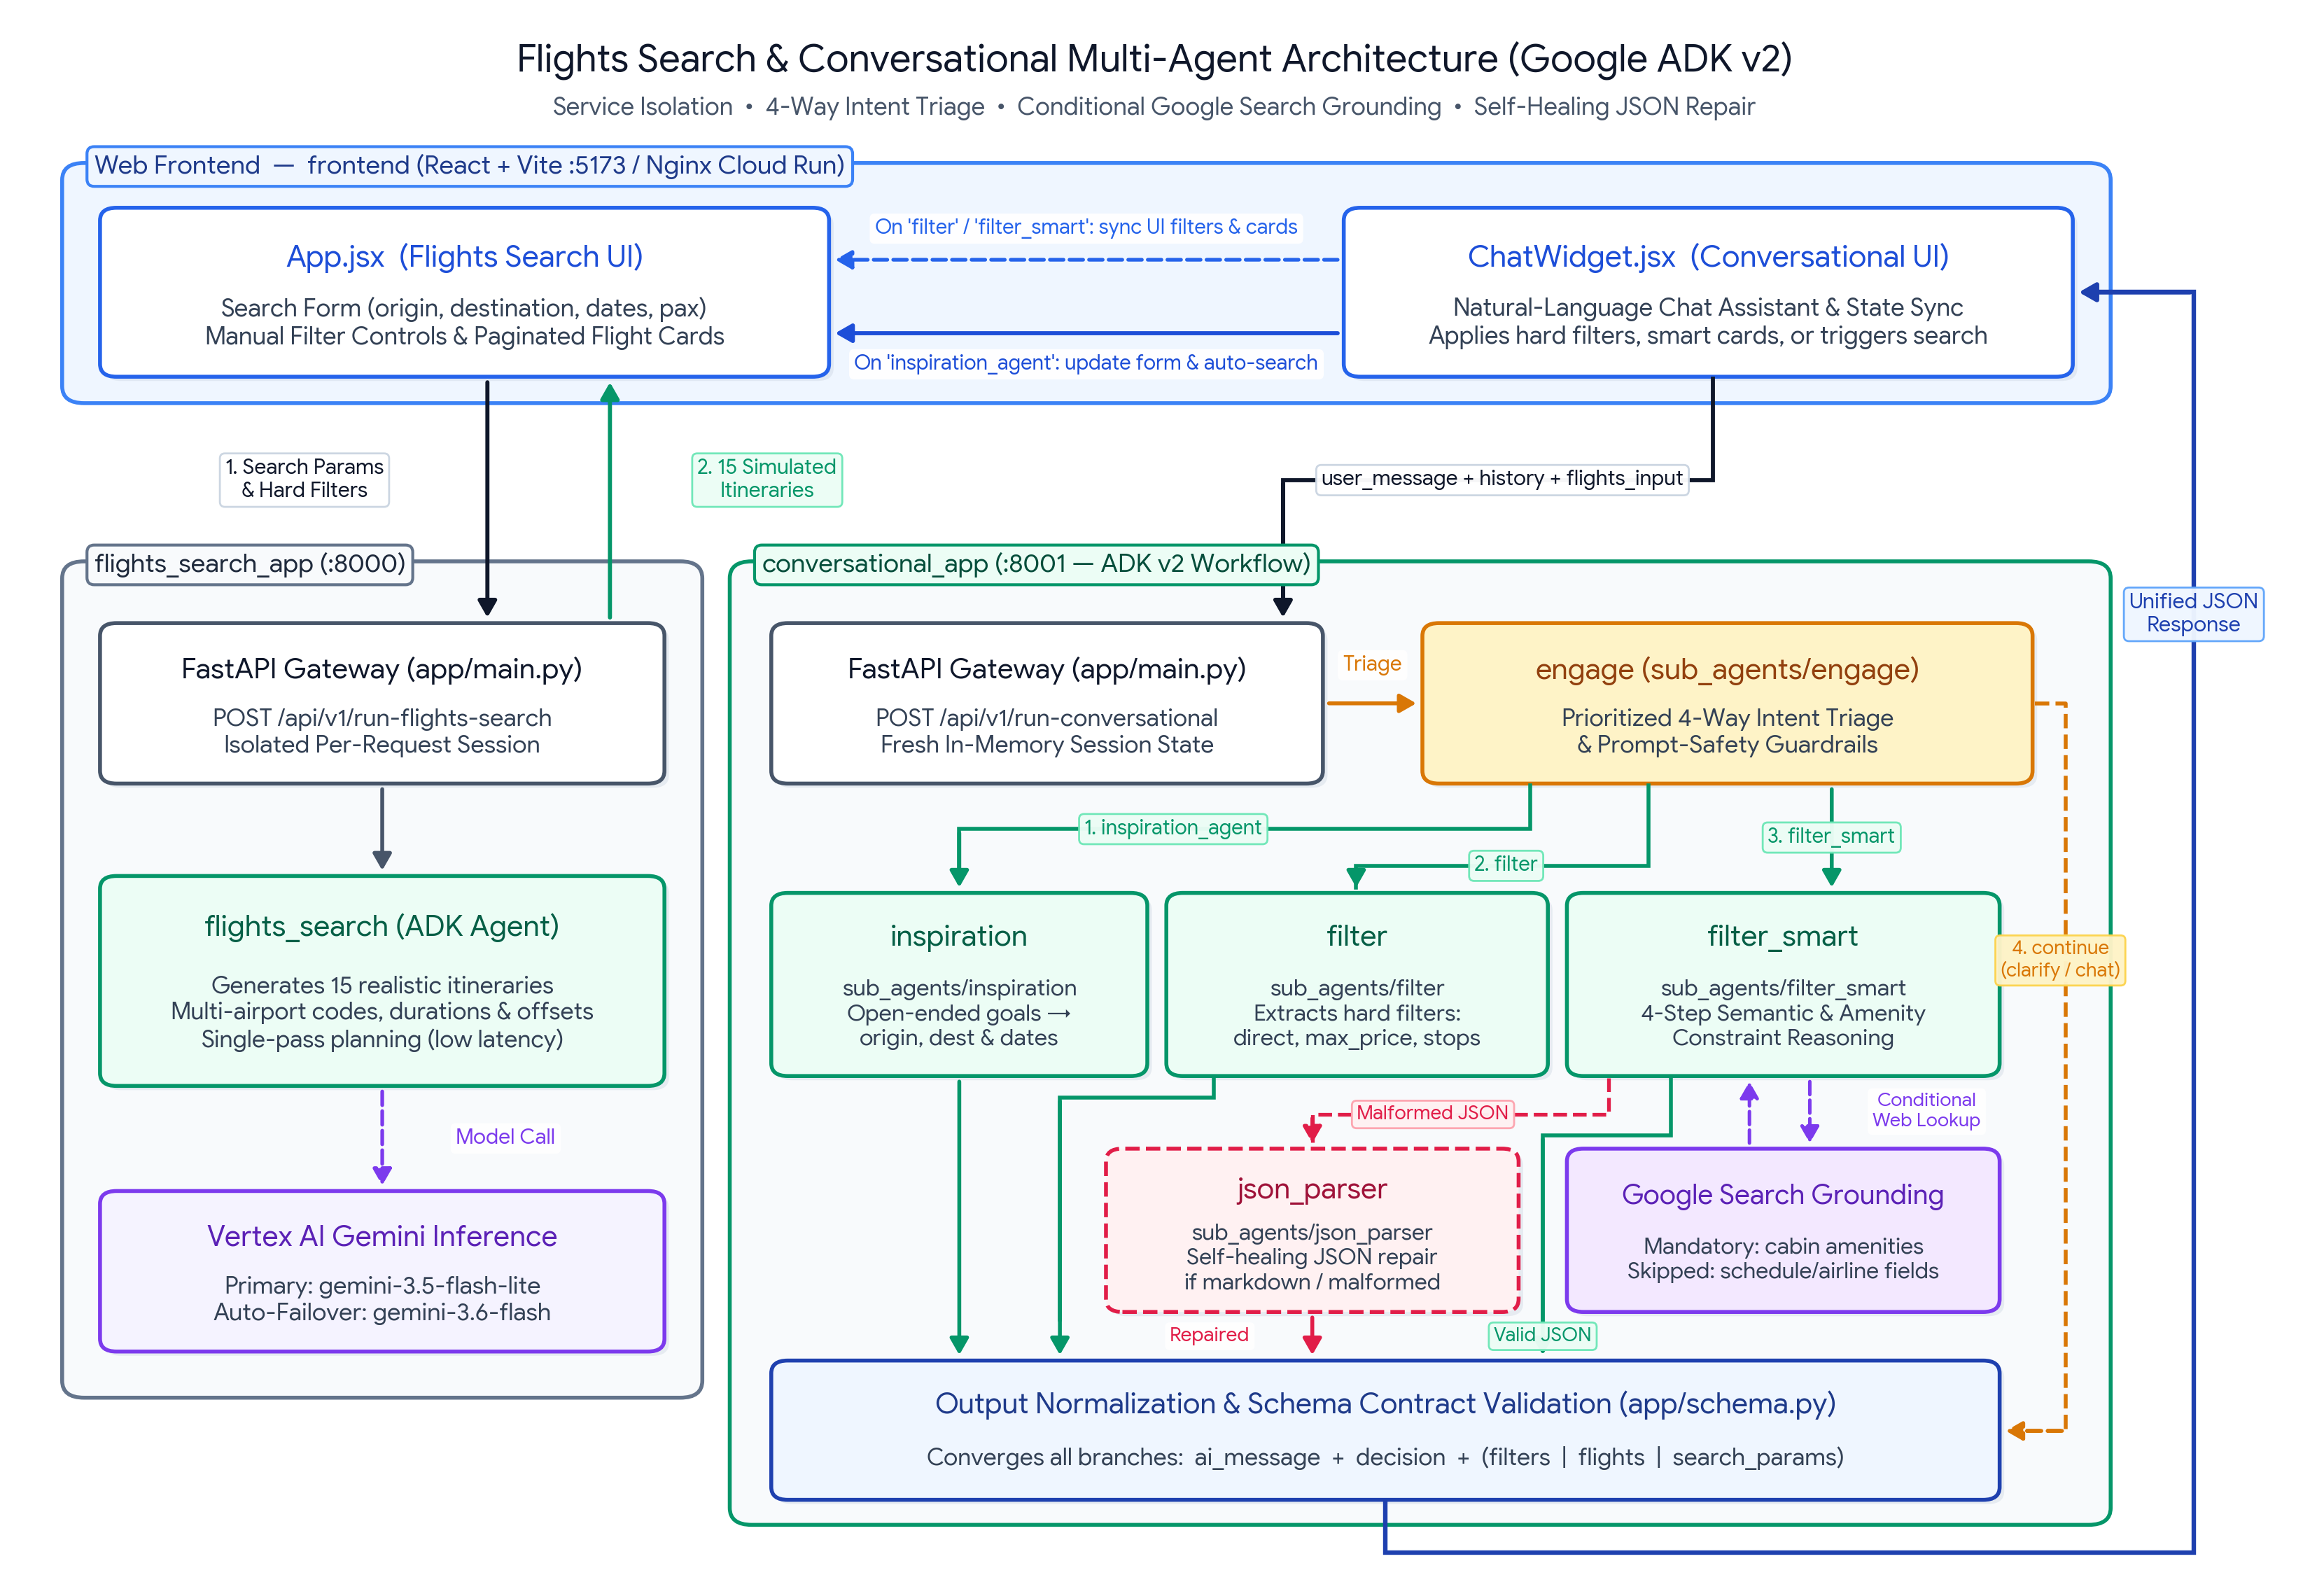 Flights Search & Conversational Multi-Agent Architecture (Google ADK v2)
Service Isolation • 4-Way Intent Triage • Conditional Google Search Grounding • Self-Healing JSON Repair
Web Frontend — frontend (React + Vite :5173 / Nginx Cloud Run)
App.jsx (Flights Search UI)
Search Form (origin, destination, dates, pax)
Manual Filter Controls & Paginated Flight Cards
On 'filter' / 'filter_smart': sync UI filters & cards
On 'inspiration_agent': update form & auto-search
ChatWidget.jsx (Conversational UI)
Natural-Language Chat Assistant & State Sync
Applies hard filters, smart cards, or triggers search
1. Search Params
& Hard Filters
2. 15 Simulated
Itineraries
user_message + history + flights_input
Unified JSON
Response
flights_search_app (:8000)
FastAPI Gateway (app/main.py)
POST /api/v1/run-flights-search
Isolated Per-Request Session
flights_search (ADK Agent)
Generates 15 realistic itineraries
Multi-airport codes, durations & offsets
Single-pass planning (low latency)
Model Call
Vertex AI Gemini Inference
Primary: gemini-3.5-flash-lite
Auto-Failover: gemini-3.6-flash
conversational_app (:8001 — ADK v2 Workflow)
FastAPI Gateway (app/main.py)
POST /api/v1/run-conversational
Fresh In-Memory Session State
Triage
engage (sub_agents/engage)
Prioritized 4-Way Intent Triage
& Prompt-Safety Guardrails
1. inspiration_agent
2. filter
3. filter_smart
4. continue
(clarify / chat)
inspiration
sub_agents/inspiration
Open-ended goals →
origin, dest & dates
filter
sub_agents/filter
Extracts hard filters:
direct, max_price, stops
filter_smart
sub_agents/filter_smart
4-Step Semantic & Amenity
Constraint Reasoning
Malformed JSON
Conditional
Web Lookup
json_parser
sub_agents/json_parser
Self-healing JSON repair
if markdown / malformed
Google Search Grounding
Mandatory: cabin amenities
Skipped: schedule/airline fields
Repaired
Valid JSON
Output Normalization & Schema Contract Validation (app/schema.py)
Converges all branches: ai_message + decision + (filters | flights | search_params)